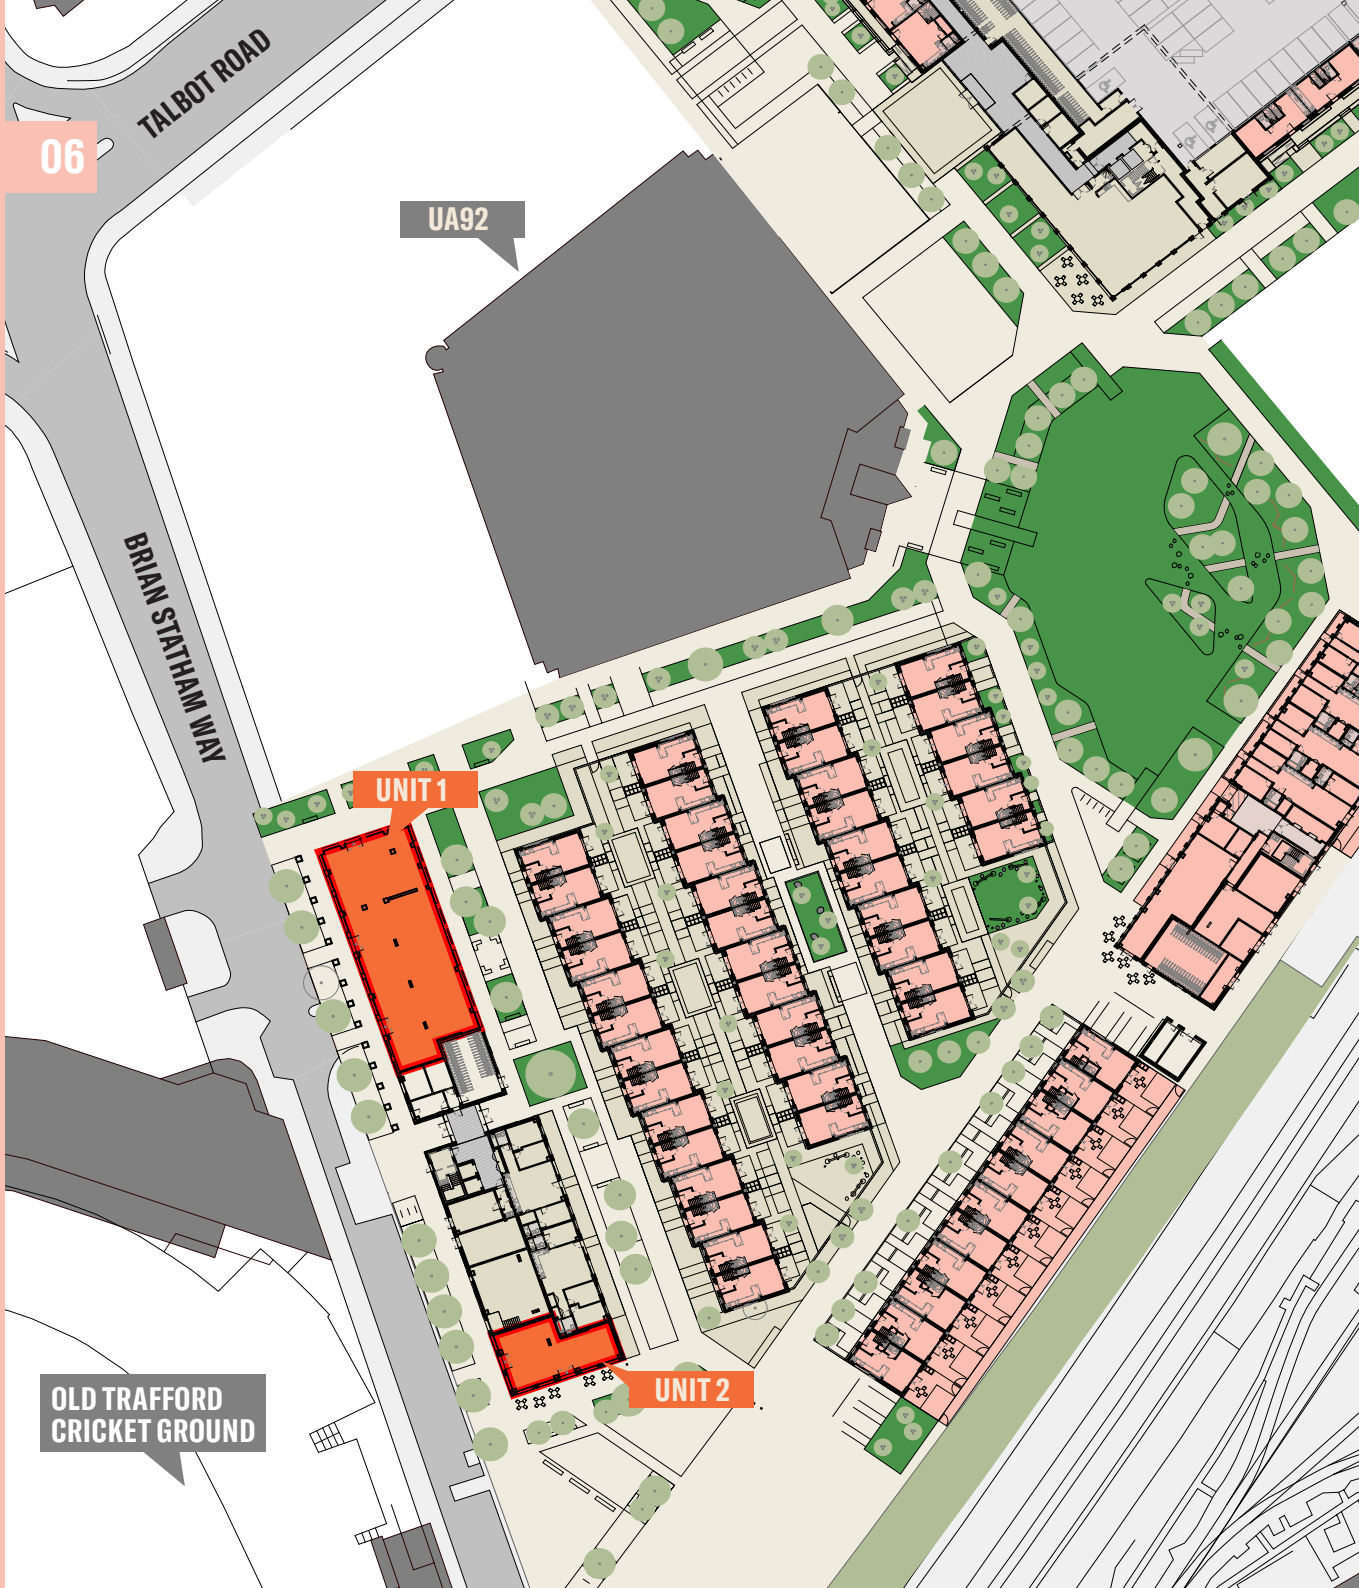 TALBOT ROAD
06
UA92
BRIAN STATHAM WAY
UNIT 1
UNIT 2
OLD TRAFFORD
CRICKET GROUND